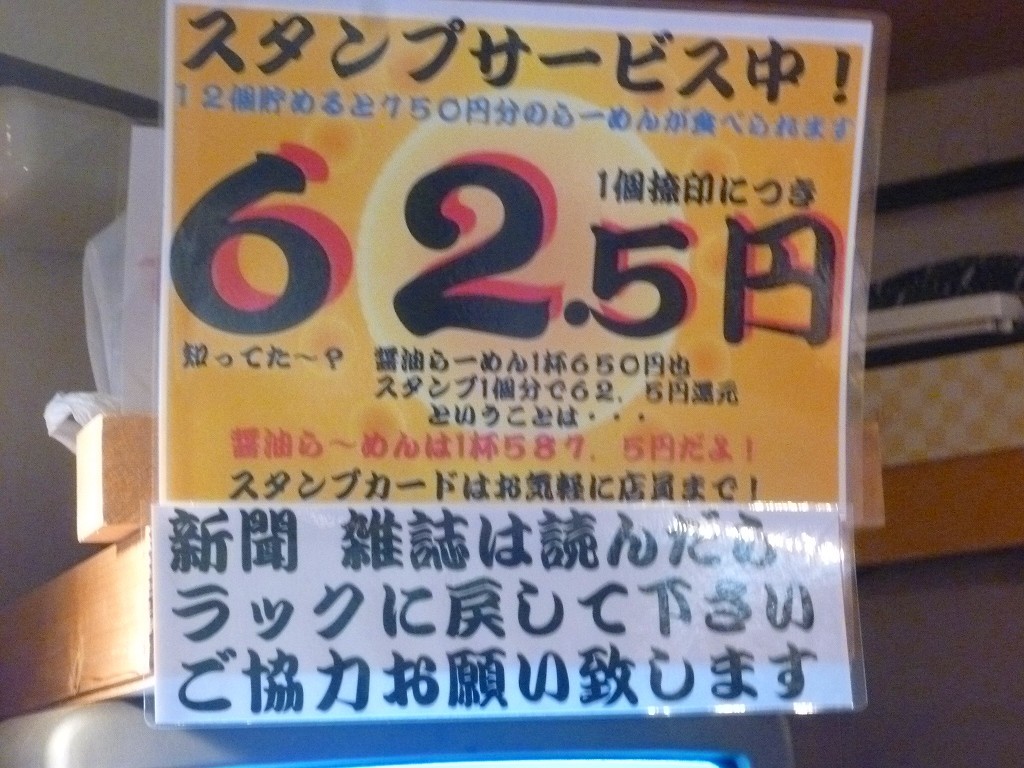 スタンプサービス中！
１２個貯めると７５０円分のらーめんが食べられます
1個捺印につき
６２.５円
知ってた〜？
醤油らーめん1杯６５０円也
スタンプ1個分で６２．５円還元
ということは・・・
醤油ら〜めんは1杯５８７．５円だよ！
スタンプカードはお気軽に店員まで！
新聞 雑誌は読んだら
ラックに戻して下さい
ご協力お願い致します